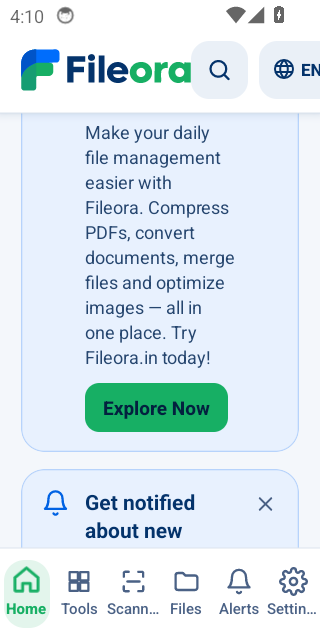 4:10
Fileora
EN
Make your daily
file management
easier with
Fileora. Compress
PDFs, convert
documents, merge
files and optimize
images — all in
one place. Try
Fileora.in today!
Explore Now
Get notified
about new
Home Tools Scann... Files Alerts Settin...